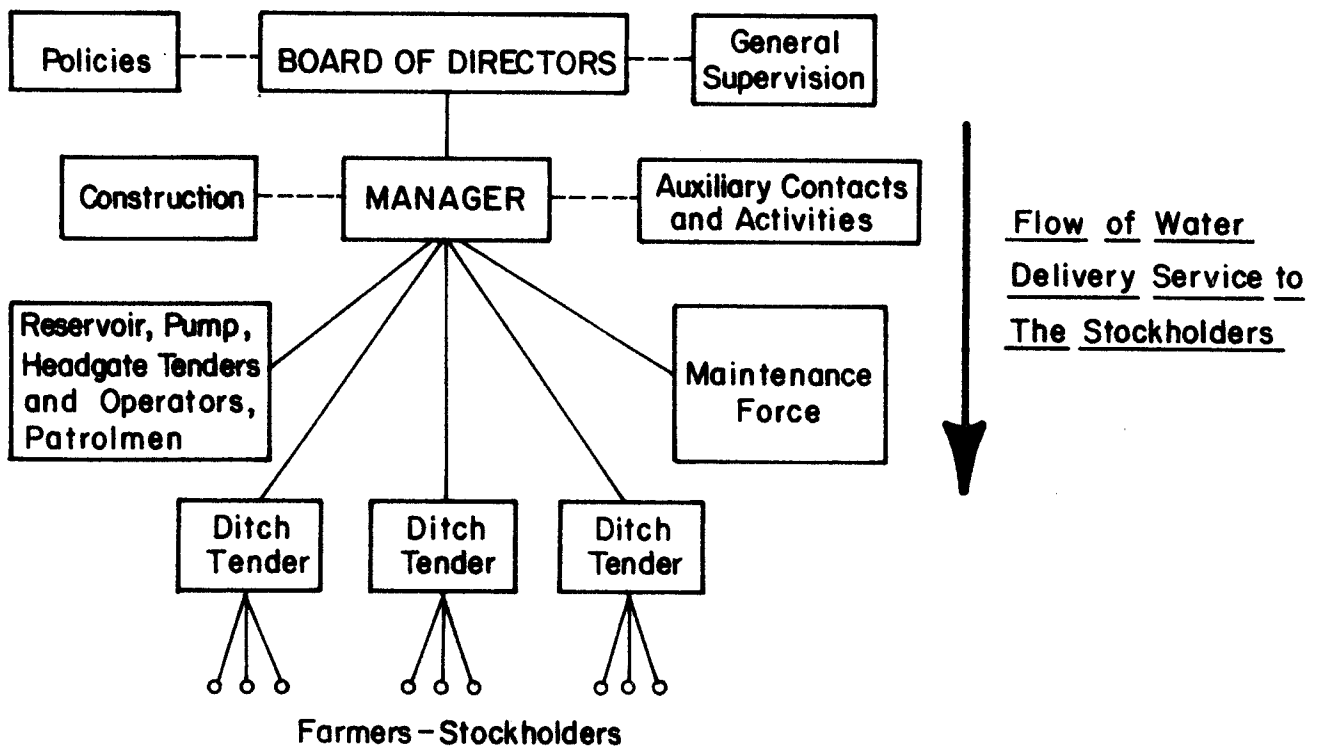 Policies
BOARD OF DIRECTORS
General
Supervision
Construction
MANAGER
Auxiliary Contacts
and Activities
Flow of Water
Delivery Service to
The Stockholders
Reservoir, Pump,
Headgate Tenders
and Operators,
Patrolmen
Maintenance
Force
Ditch
Tender
Ditch
Tender
Ditch
Tender
Farmers-Stockholders